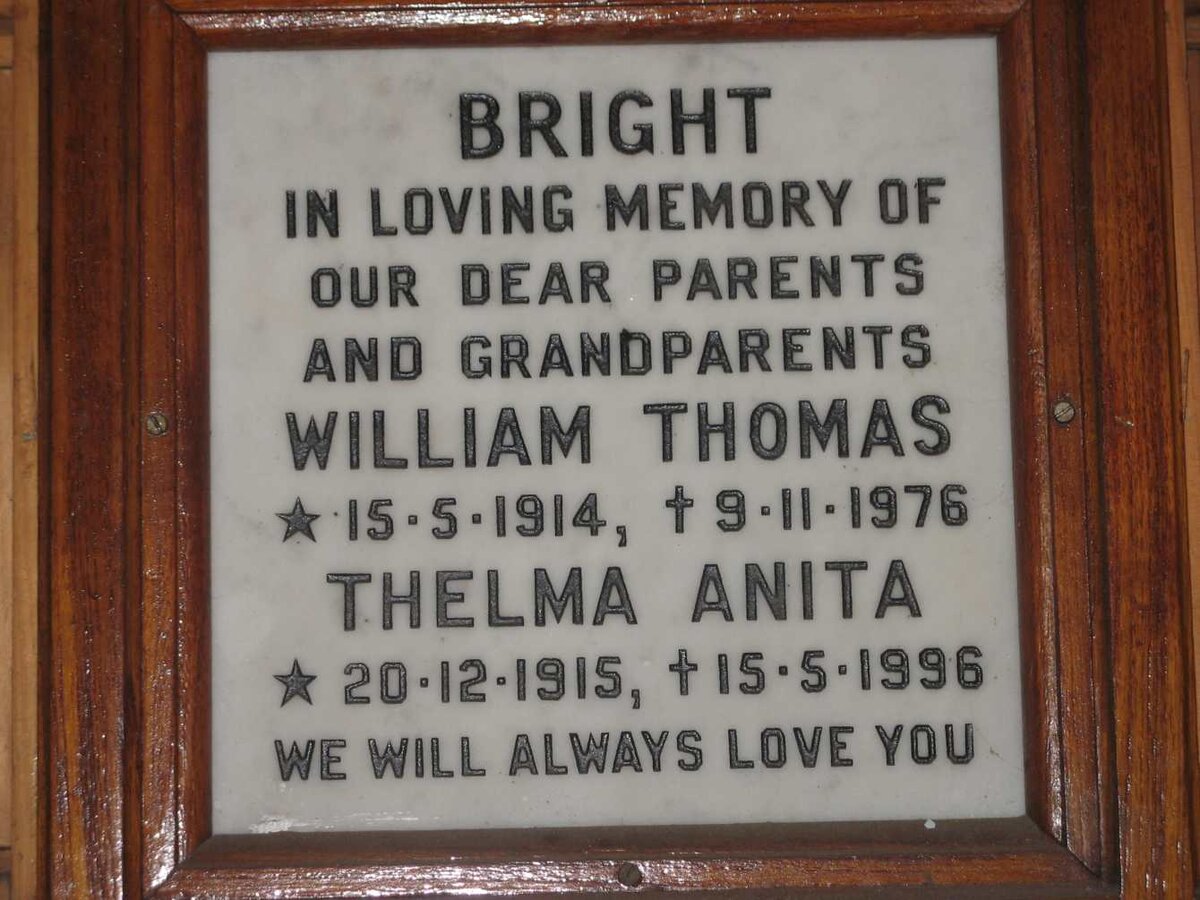 BRIGHT
IN LOVING MEMORY OF
OUR DEAR PARENTS
AND GRANDPARENTS
WILLIAM THOMAS
★ 15·5·1914, † 9·11·1976
THELMA ANITA
★ 20·12·1915, † 15·5·1996
WE WILL ALWAYS LOVE YOU